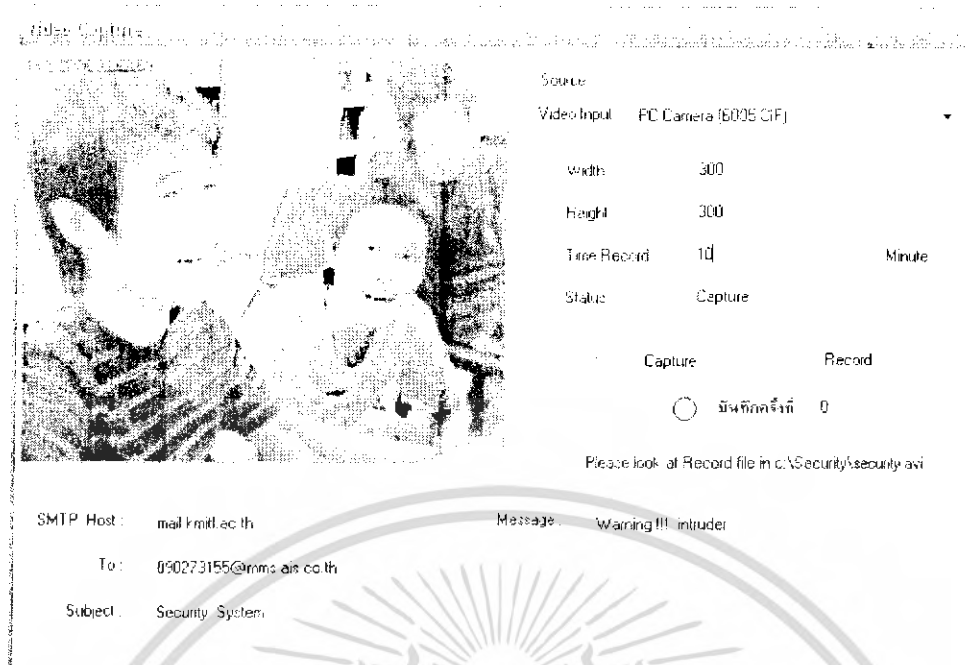 Video Capture
Source
Video Input PC Camera (6005 CIF)
Width 300
Height 300
Time Record 10 Minute
Status Capture
Capture Record
บันทึกครั้งที่ 0
Please look at Record file in c:\Security\security.avi
SMTP Host : mail.kmitl.ac.th
Message : Warning !!! intruder
To : 090273155@mms.ais.co.th
Subject : Security System